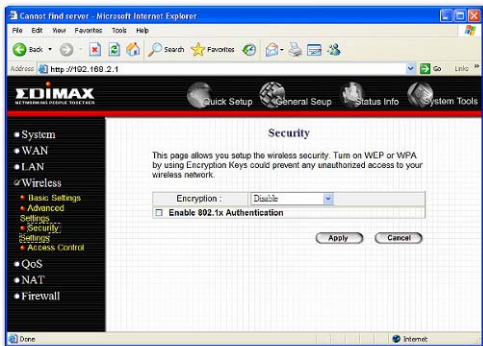 Cannot find server - Microsoft Internet Explorer
File Edit View Favorites Tools Help
Back Search Favorites
Address http://192.168.2.1 Go Links »
EDIMAX
NETWORKING PEOPLE TOGETHER
Quick Setup General Seup Status Info System Tools
System
WAN
LAN
Wireless
Basic Settings
Advanced
Settings
Security
Settings
Access Control
QoS
NAT
Firewall
Security
This page allows you setup the wireless security. Turn on WEP or WPA
by using Encryption Keys could prevent any unauthorized access to your
wireless network.
Encryption : Disable
Enable 802.1x Authentication
Apply Cancel
Done Internet